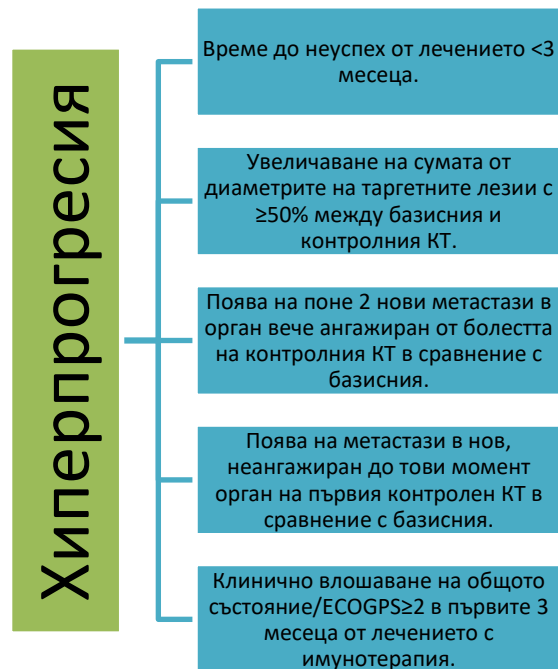 Хиперпрогресия
Време до неуспех от лечението <3
месеца.
Увеличаване на сумата от
диаметрите на таргетните лезии с
≥50% между базисния и
контролния КТ.
Поява на поне 2 нови метастази в
орган вече ангажиран от болестта
на контролния КТ в сравнение с
базисния.
Поява на метастази в нов,
неангажиран до тови момент
орган на първия контролен КТ в
сравнение с базисния.
Клинично влошаване на общото
състояние/ECOGPS≥2 в първите 3
месеца от лечението с
имунотерапия.